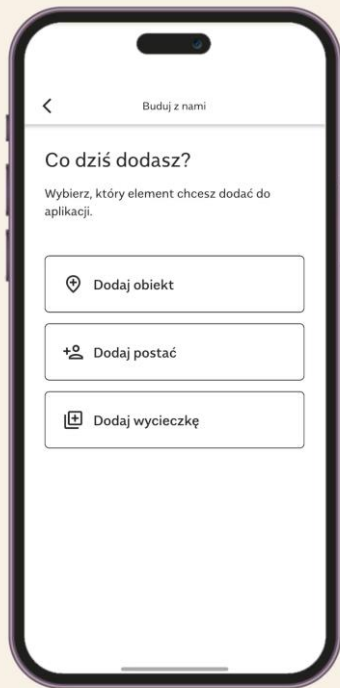 Buduj z nami
Co dziś dodasz?
Wybierz, który element chcesz dodać do
aplikacji.
Dodaj obiekt
Dodaj postać
Dodaj wycieczkę